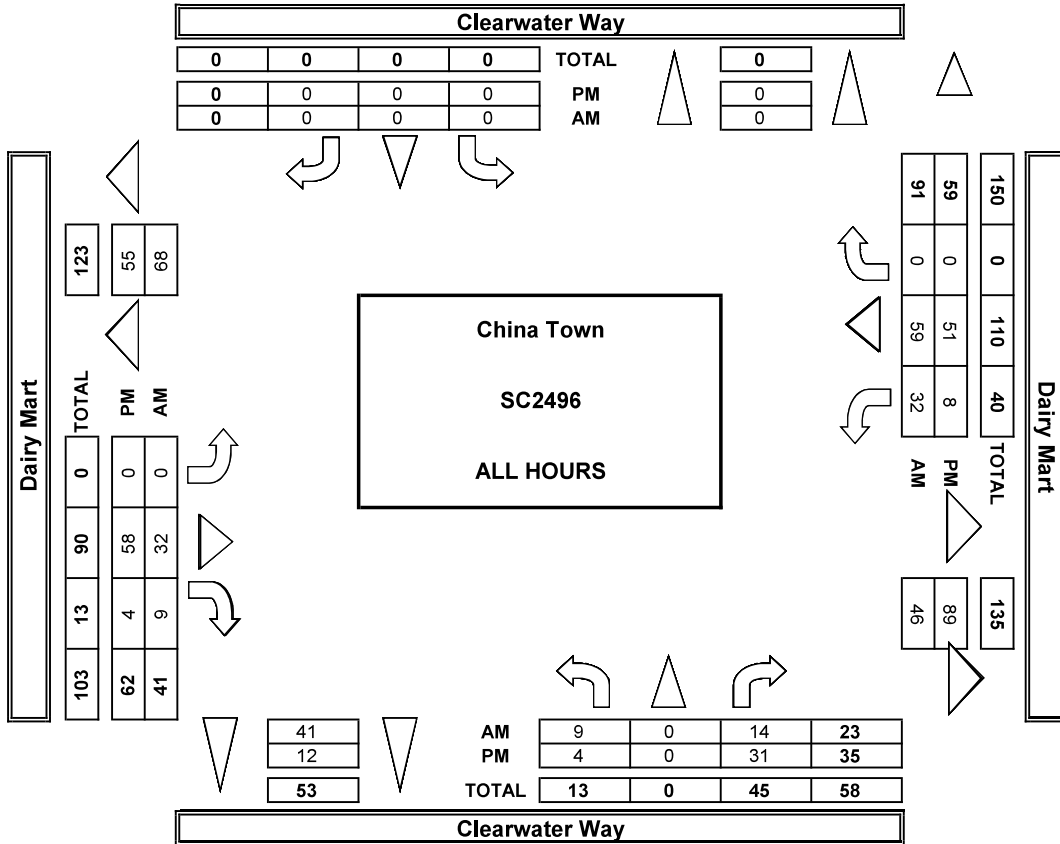 Clearwater Way
0 0 0 0 TOTAL 0
0 0 0 0 PM 0
0 0 0 0 AM 0
Dairy Mart
123 55 68
TOTAL PM AM
0 0 0
90 58 32
13 4 9
103 62 41
China Town
SC2496
ALL HOURS
91 59 150
0 0 0
59 51 110
32 8 40
AM PM TOTAL
46 89 135
Dairy Mart
41 AM 9 0 14 23
12 PM 4 0 31 35
53 TOTAL 13 0 45 58
Clearwater Way